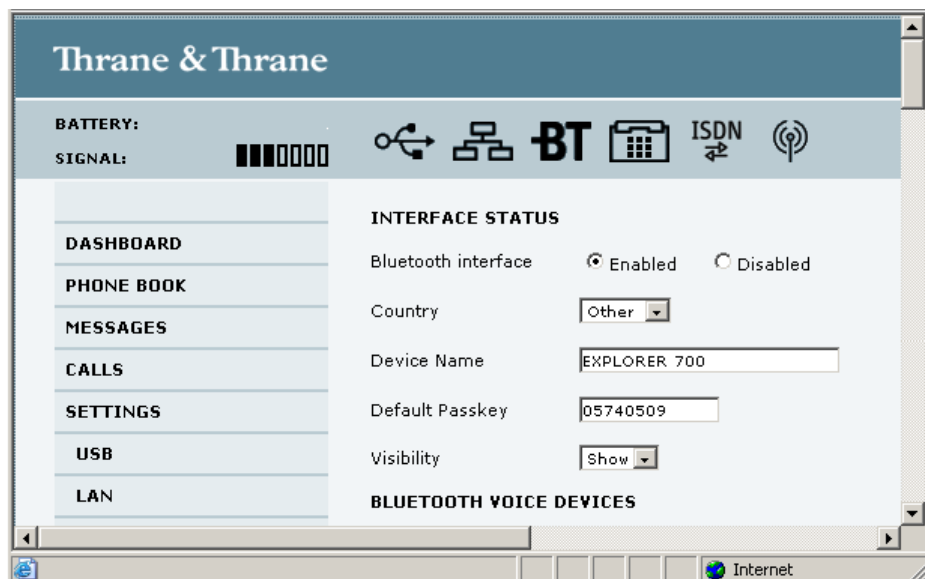 Thrane & Thrane
BATTERY:
SIGNAL:
BT
ISDN
DASHBOARD
PHONE BOOK
MESSAGES
CALLS
SETTINGS
USB
LAN
INTERFACE STATUS
Bluetooth interface Enabled Disabled
Country Other
Device Name EXPLORER 700
Default Passkey 05740509
Visibility Show
BLUETOOTH VOICE DEVICES
Internet